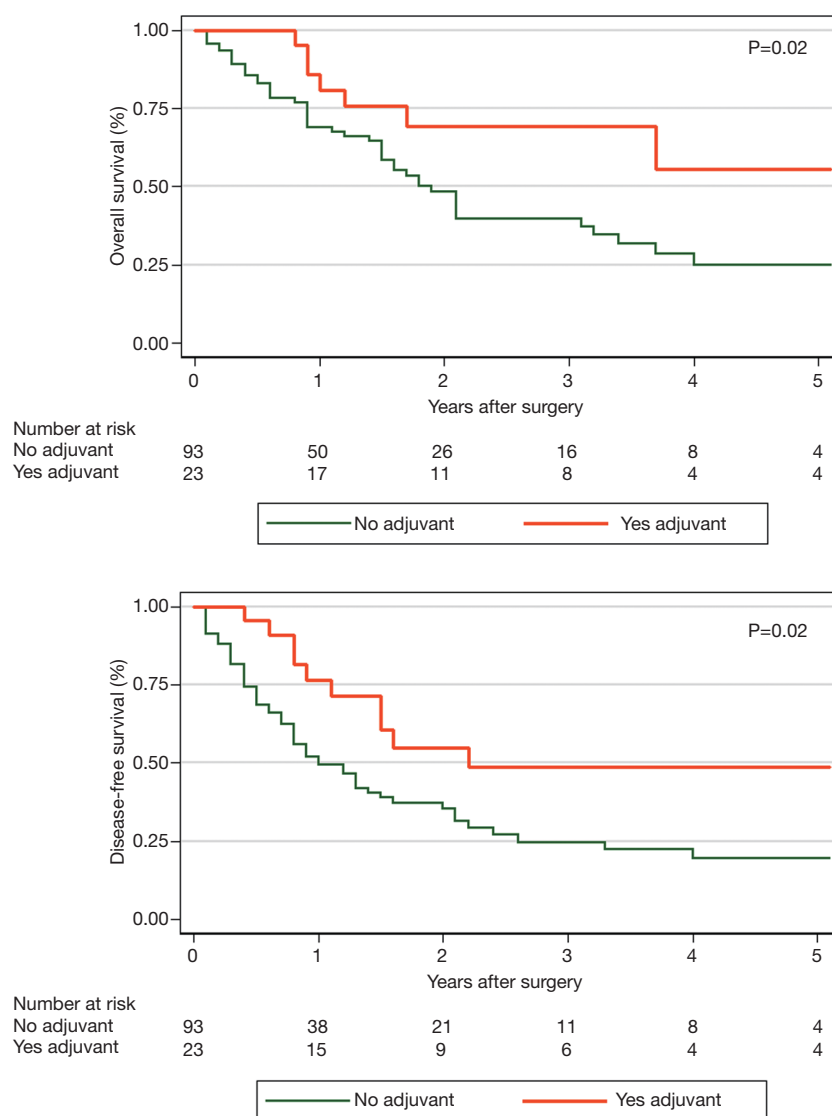 P=0.02
Overall survival (%)
1.00
0.75
0.50
0.25
0.00
0 1 2 3 4 5
Years after surgery
Number at risk
No adjuvant 93 50 26 16 8 4
Yes adjuvant 23 17 11 8 4 4
No adjuvant Yes adjuvant
P=0.02
Disease-free survival (%)
1.00
0.75
0.50
0.25
0.00
0 1 2 3 4 5
Years after surgery
Number at risk
No adjuvant 93 38 21 11 8 4
Yes adjuvant 23 15 9 6 4 4
No adjuvant Yes adjuvant